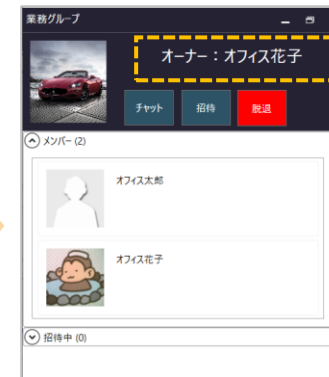 業務グループ
オーナー：オフィス花子
チャット 招待 脱退
メンバー (2)
オフィス太郎
オフィス花子
招待中 (0)